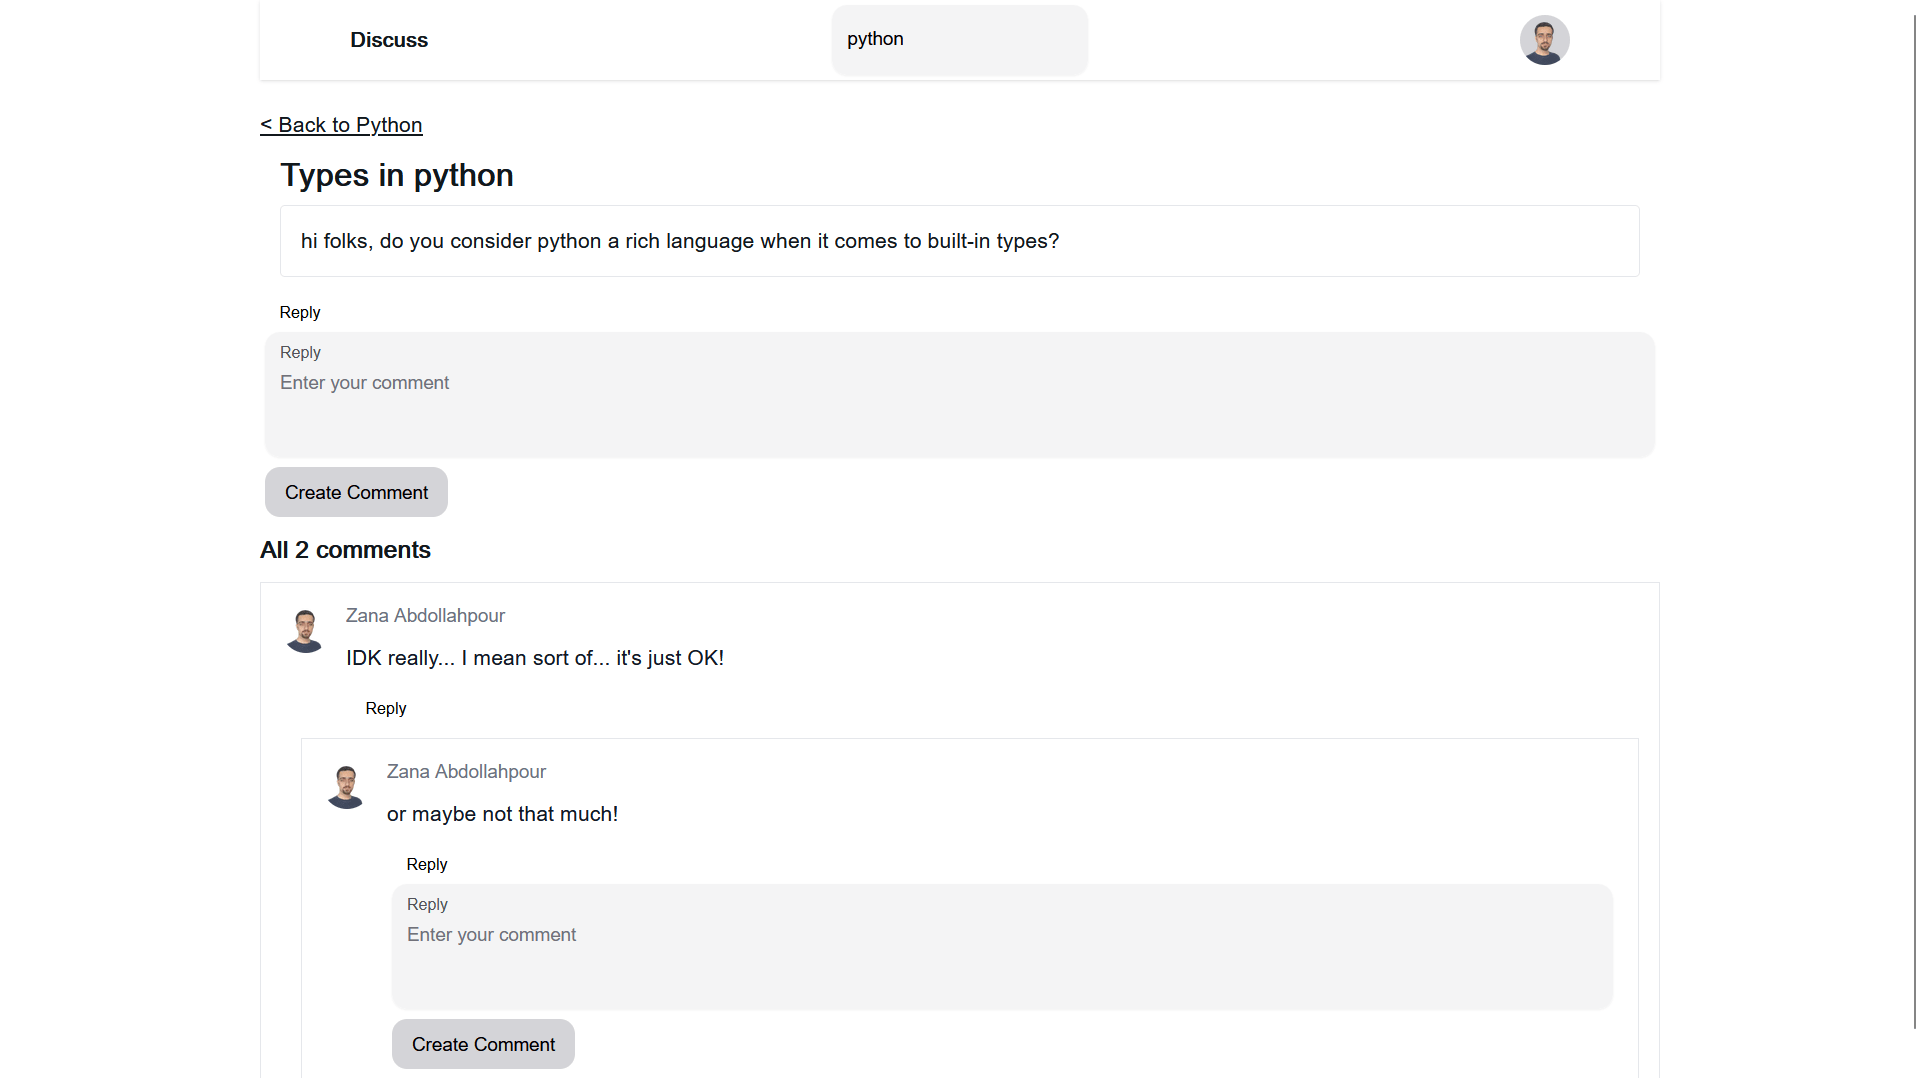 Discuss
python
< Back to Python
Types in python
hi folks, do you consider python a rich language when it comes to built-in types?
Reply
Reply
Enter your comment
Create Comment
All 2 comments
Zana Abdollahpour
IDK really... I mean sort of... it's just OK!
Reply
Zana Abdollahpour
or maybe not that much!
Reply
Reply
Enter your comment
Create Comment